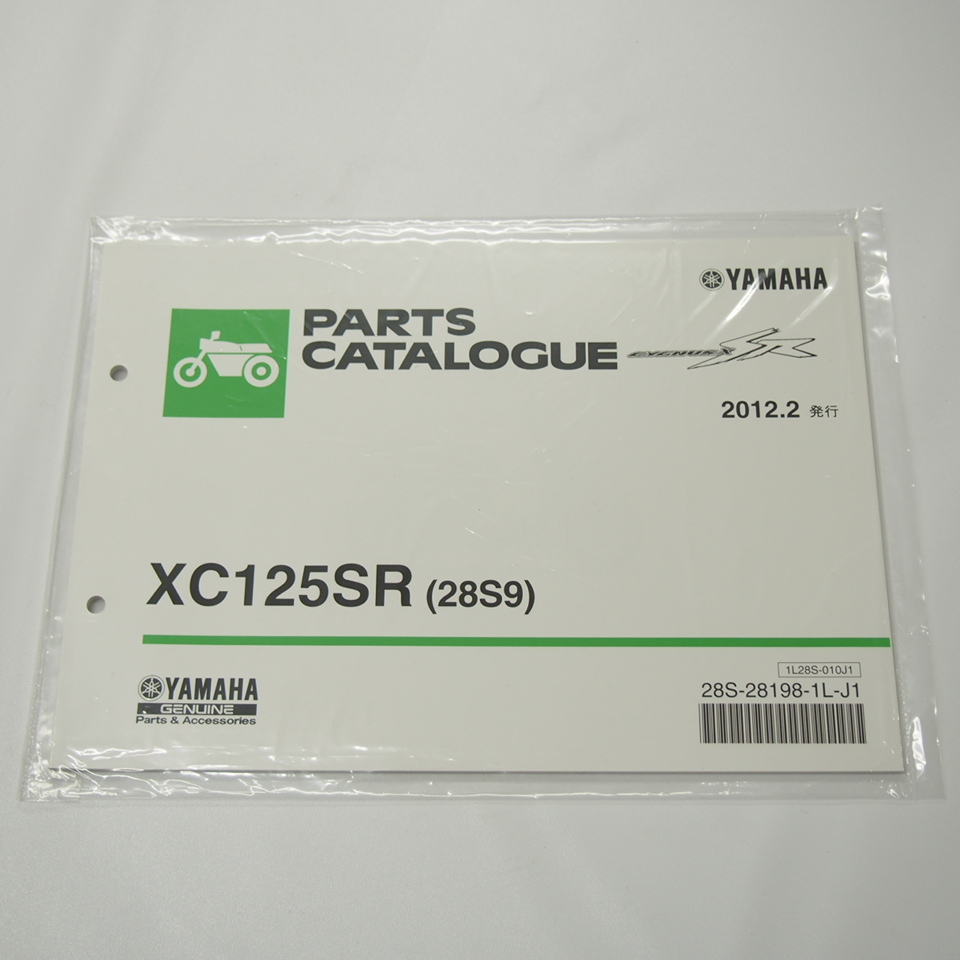 YAMAHA
PARTS
CATALOGUE
CYGNUS-X SR
2012.2 発行
XC125SR (28S9)
YAMAHA
GENUINE
Parts & Accessories
1L28S-010J1
28S-28198-1L-J1